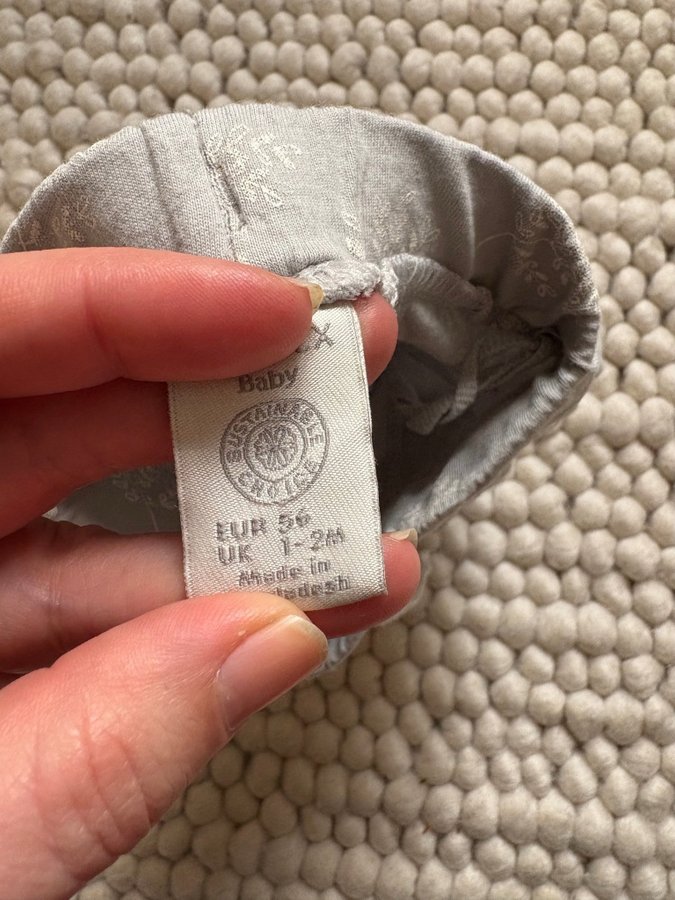 Baby
SUSTAINABLE
CHOICE
EUR 56
UK 1-2M
Made in